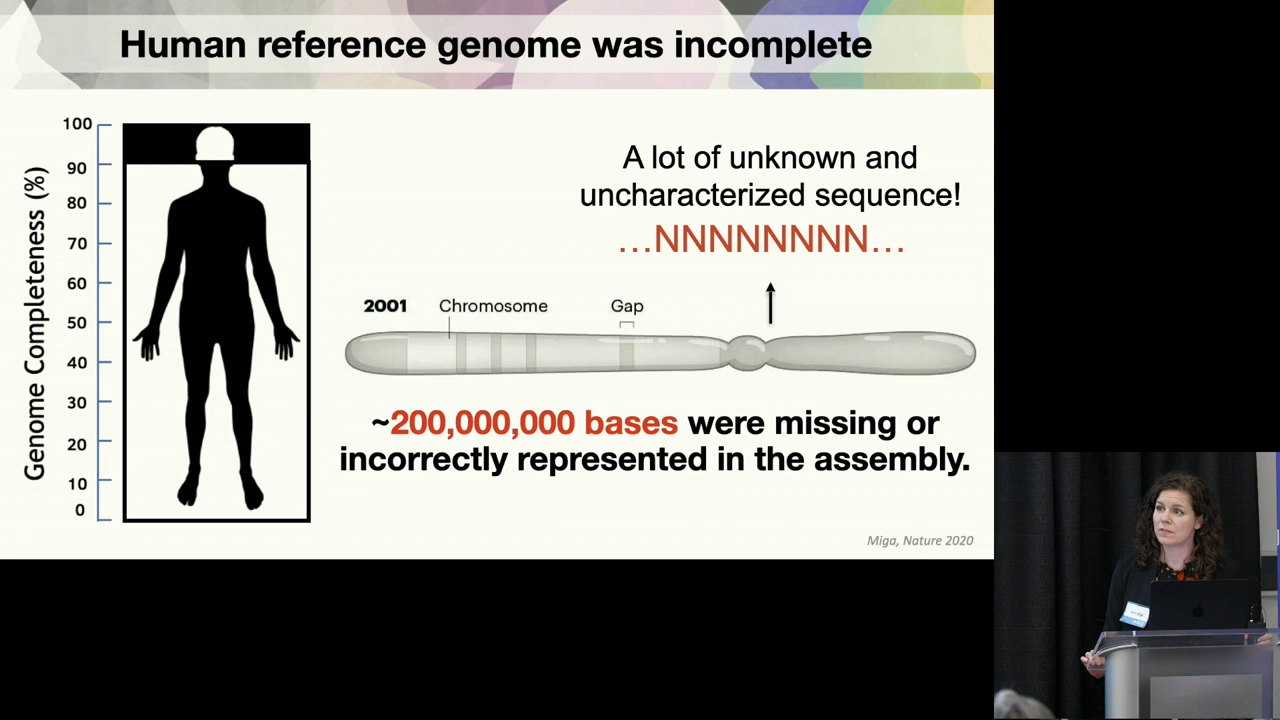 Human reference genome was incomplete
Genome Completeness (%)
100
90
80
70
60
50
40
30
20
10
0
A lot of unknown and
uncharacterized sequence!
...NNNNNNNN...
2001
Chromosome
Gap
~200,000,000 bases were missing or
incorrectly represented in the assembly.
Miga, Nature 2020